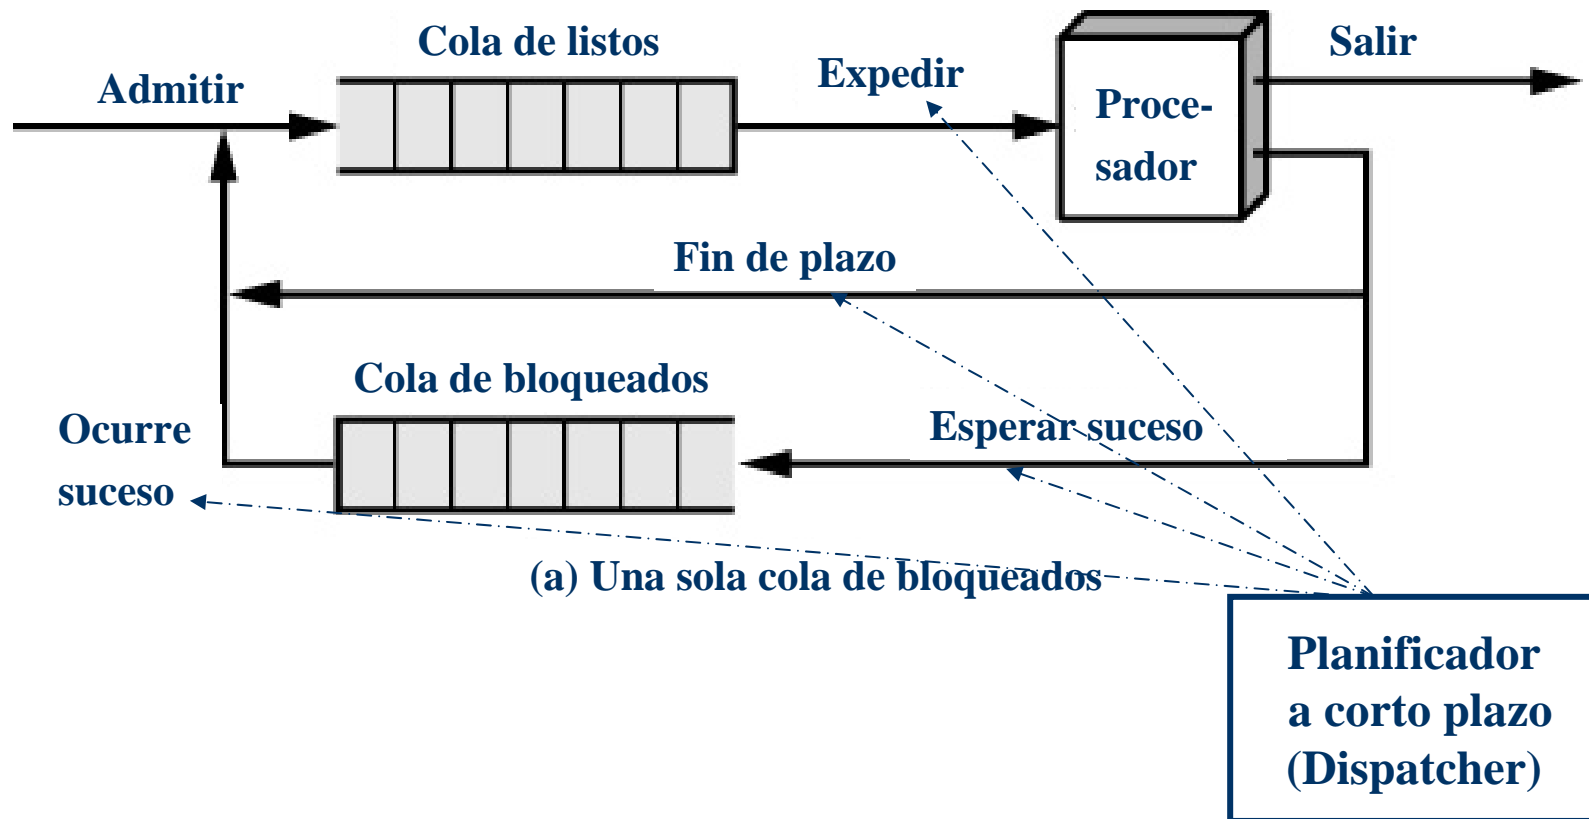 Cola de listos
Salir
Admitir
Expedir
Proce-
sador
Fin de plazo
Cola de bloqueados
Ocurre
suceso
Esperar suceso
(a) Una sola cola de bloqueados
Planificador
a corto plazo
(Dispatcher)